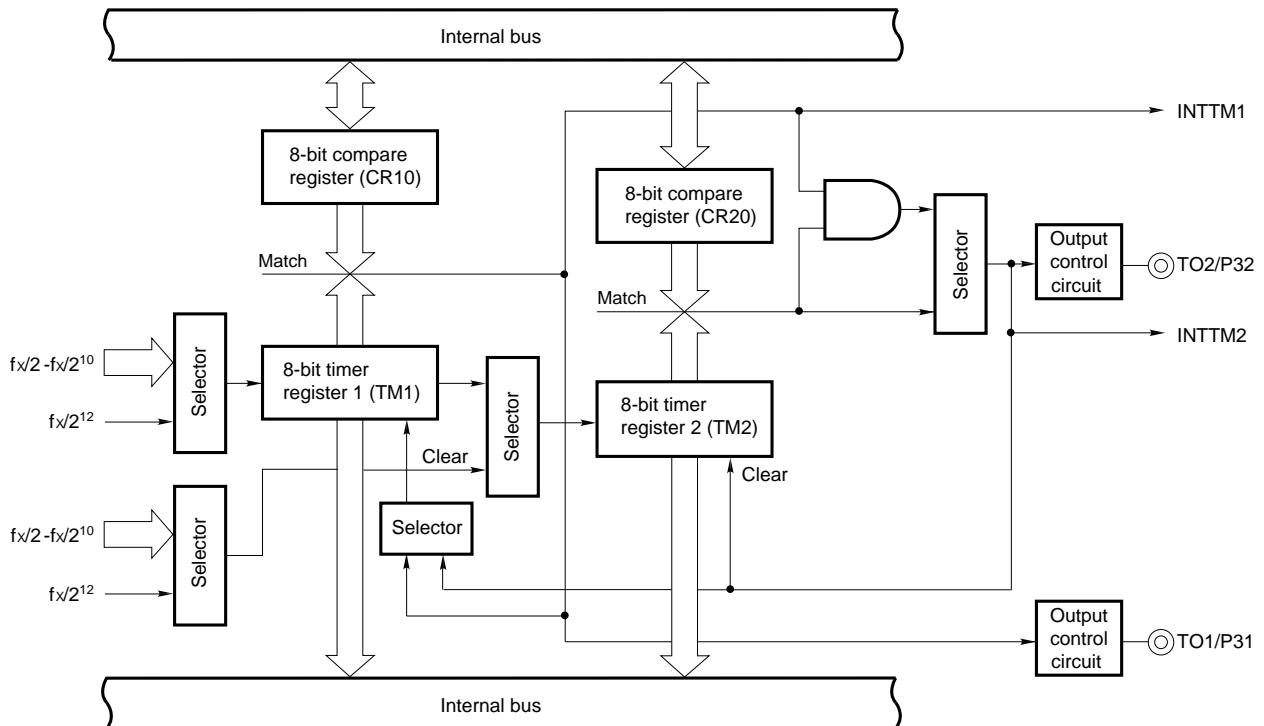 Internal bus
INTTM1
8-bit compare
register (CR10)
8-bit compare
register (CR20)
Selector
Output
control
circuit
TO2/P32
Match
Match
INTTM2
fx/2 -fx/2¹⁰
fx/2¹²
Selector
8-bit timer
register 1 (TM1)
Selector
8-bit timer
register 2 (TM2)
Clear
Clear
fx/2 -fx/2¹⁰
fx/2¹²
Selector
Selector
Output
control
circuit
TO1/P31
Internal bus